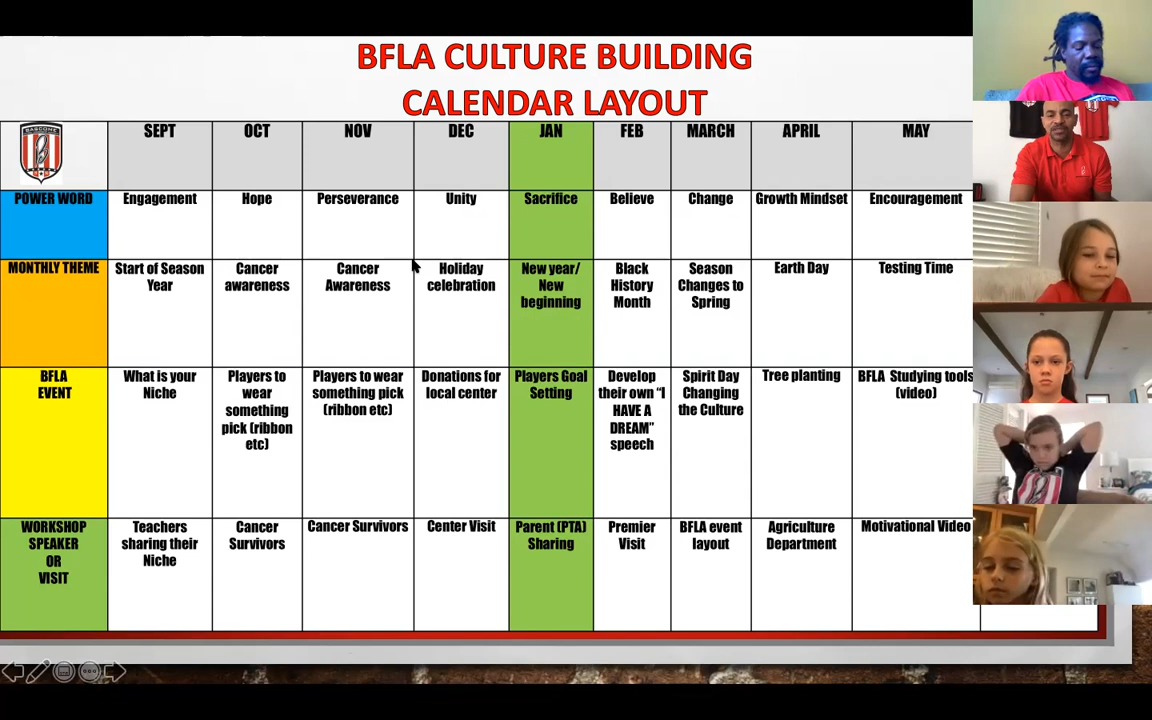 BFLA CULTURE BUILDING
CALENDAR LAYOUT
SEPT OCT NOV DEC JAN FEB MARCH APRIL MAY
POWER WORD Engagement Hope Perseverance Unity Sacrifice Believe Change Growth Mindset Encouragement
MONTHLY THEME Start of Season Cancer Cancer Holiday New year/ Black Season Earth Day Testing Time
Year awareness Awareness celebration New History Changes to
beginning Month Spring
BFLA What is your Players to Players to wear Donations for Players Goal Develop Spirit Day Tree planting BFLA Studying tools
EVENT Niche wear something pick local center Setting their own “I Changing (video)
something (ribbon etc) HAVE A the Culture
pick (ribbon DREAM”
etc) speech
WORKSHOP Teachers Cancer Cancer Survivors Center Visit Parent (PTA) Premier BFLA event Agriculture Motivational Video
SPEAKER sharing their Survivors Sharing Visit layout Department
OR Niche
VISIT